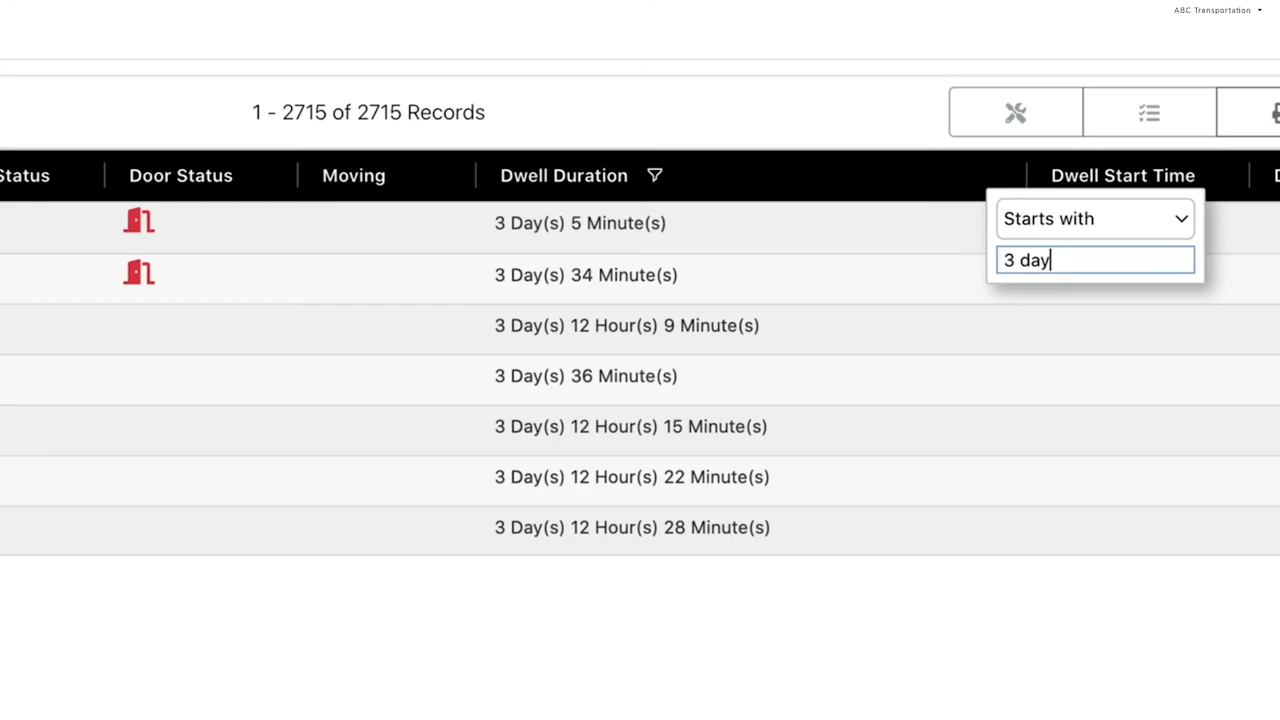 ABC Transportation
1 - 2715 of 2715 Records
Status Door Status Moving Dwell Duration Dwell Start Time
3 Day(s) 5 Minute(s)
Starts with
3 day
3 Day(s) 34 Minute(s)
3 Day(s) 12 Hour(s) 9 Minute(s)
3 Day(s) 36 Minute(s)
3 Day(s) 12 Hour(s) 15 Minute(s)
3 Day(s) 12 Hour(s) 22 Minute(s)
3 Day(s) 12 Hour(s) 28 Minute(s)